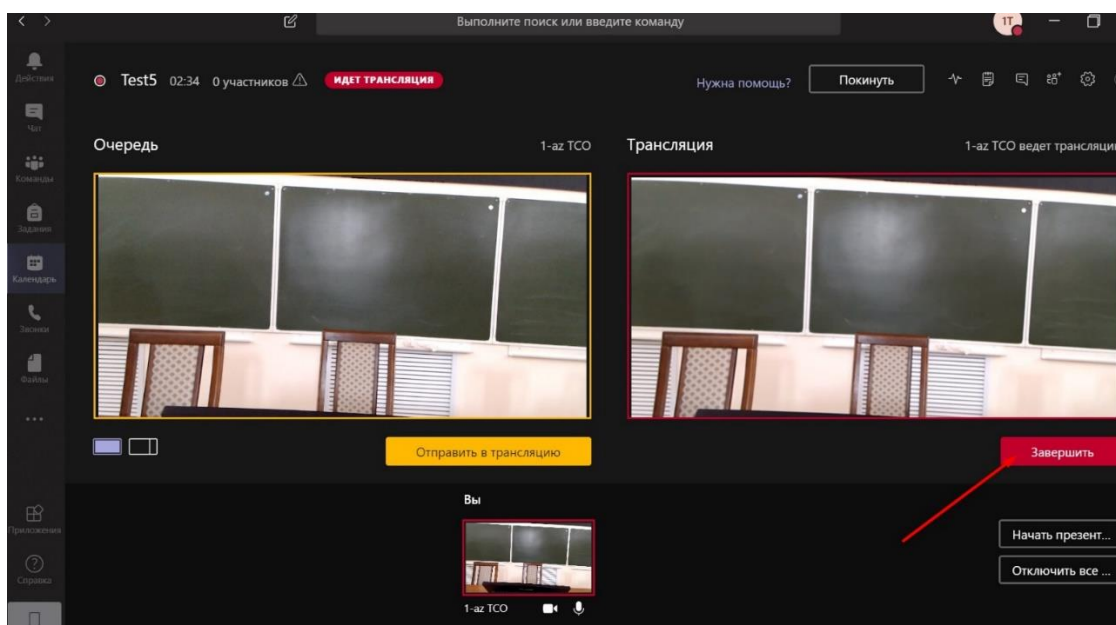 Выполните поиск или введите команду
1T
Действия
Чат
Команды
Задания
Календарь
Звонки
Файлы
Приложения
Справка
Test5 02:34 0 участников ИДЕТ ТРАНСЛЯЦИЯ
Нужна помощь? Покинуть
Очередь 1-az TCO
Трансляция 1-az TCO ведет трансляци
Отправить в трансляцию
Завершить
Вы
1-az TCO
Начать презент...
Отключить все ...